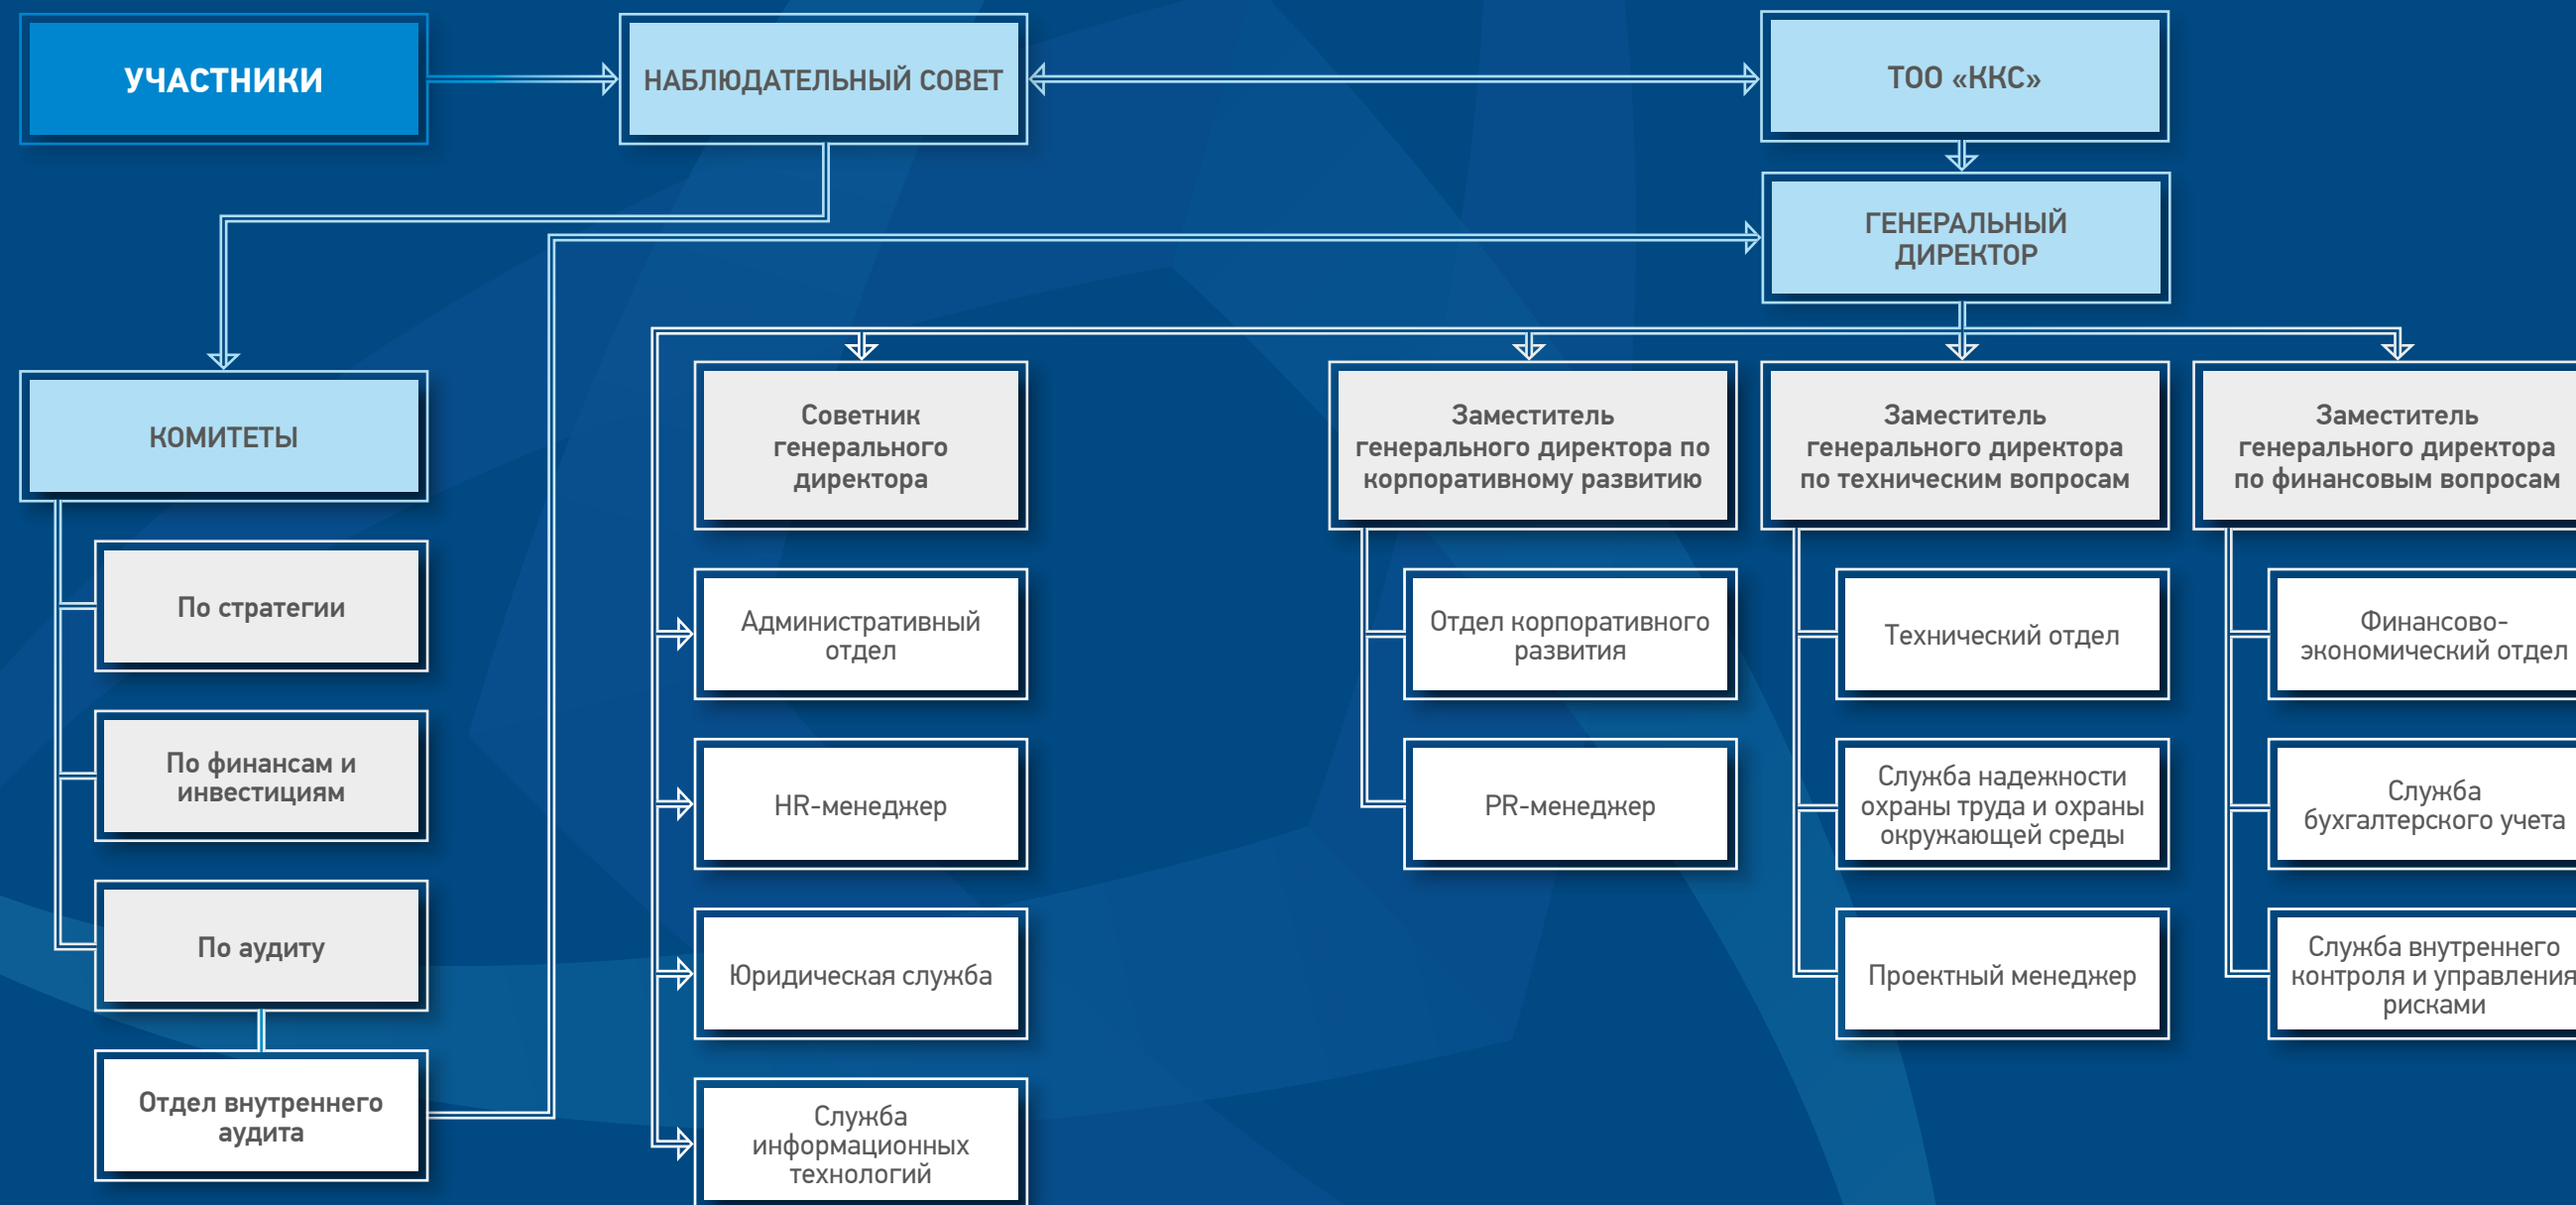 УЧАСТНИКИ
НАБЛЮДАТЕЛЬНЫЙ СОВЕТ
ТОО «ККС»
ГЕНЕРАЛЬНЫЙ
ДИРЕКТОР
КОМИТЕТЫ
По стратегии
По финансам и
инвестициям
По аудиту
Отдел внутреннего
аудита
Советник
генерального
директора
Административный
отдел
HR-менеджер
Юридическая служба
Служба
информационных
технологий
Заместитель
генерального директора по
корпоративному развитию
Отдел корпоративного
развития
PR-менеджер
Заместитель
генерального директора
по техническим вопросам
Технический отдел
Служба надежности
охраны труда и охраны
окружающей среды
Проектный менеджер
Заместитель
генерального директора
по финансовым вопросам
Финансово-
экономический отдел
Служба
бухгалтерского учета
Служба внутреннего
контроля и управления
рисками